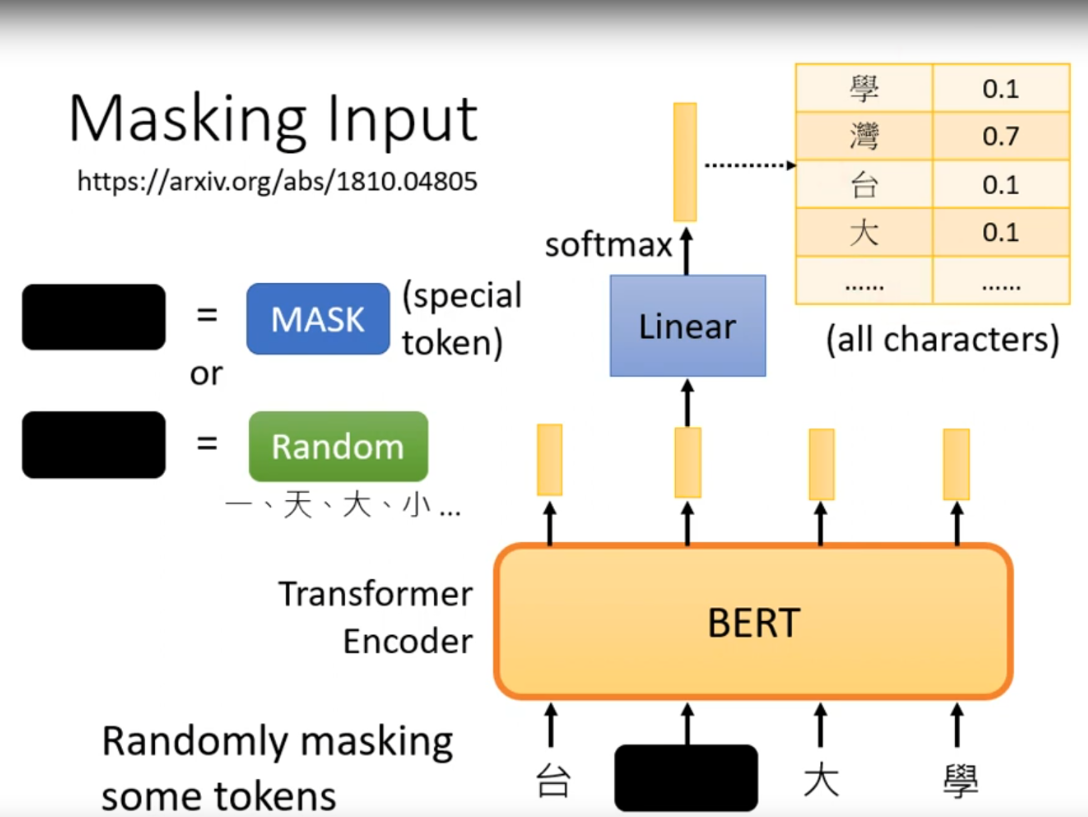 Masking Input
https://arxiv.org/abs/1810.04805
= MASK (special token)
or
= Random
一、天、大、小 ...
Transformer
Encoder
Randomly masking
some tokens
softmax
Linear
BERT
台 大 學
學 0.1
灣 0.7
台 0.1
大 0.1
...... ......
(all characters)